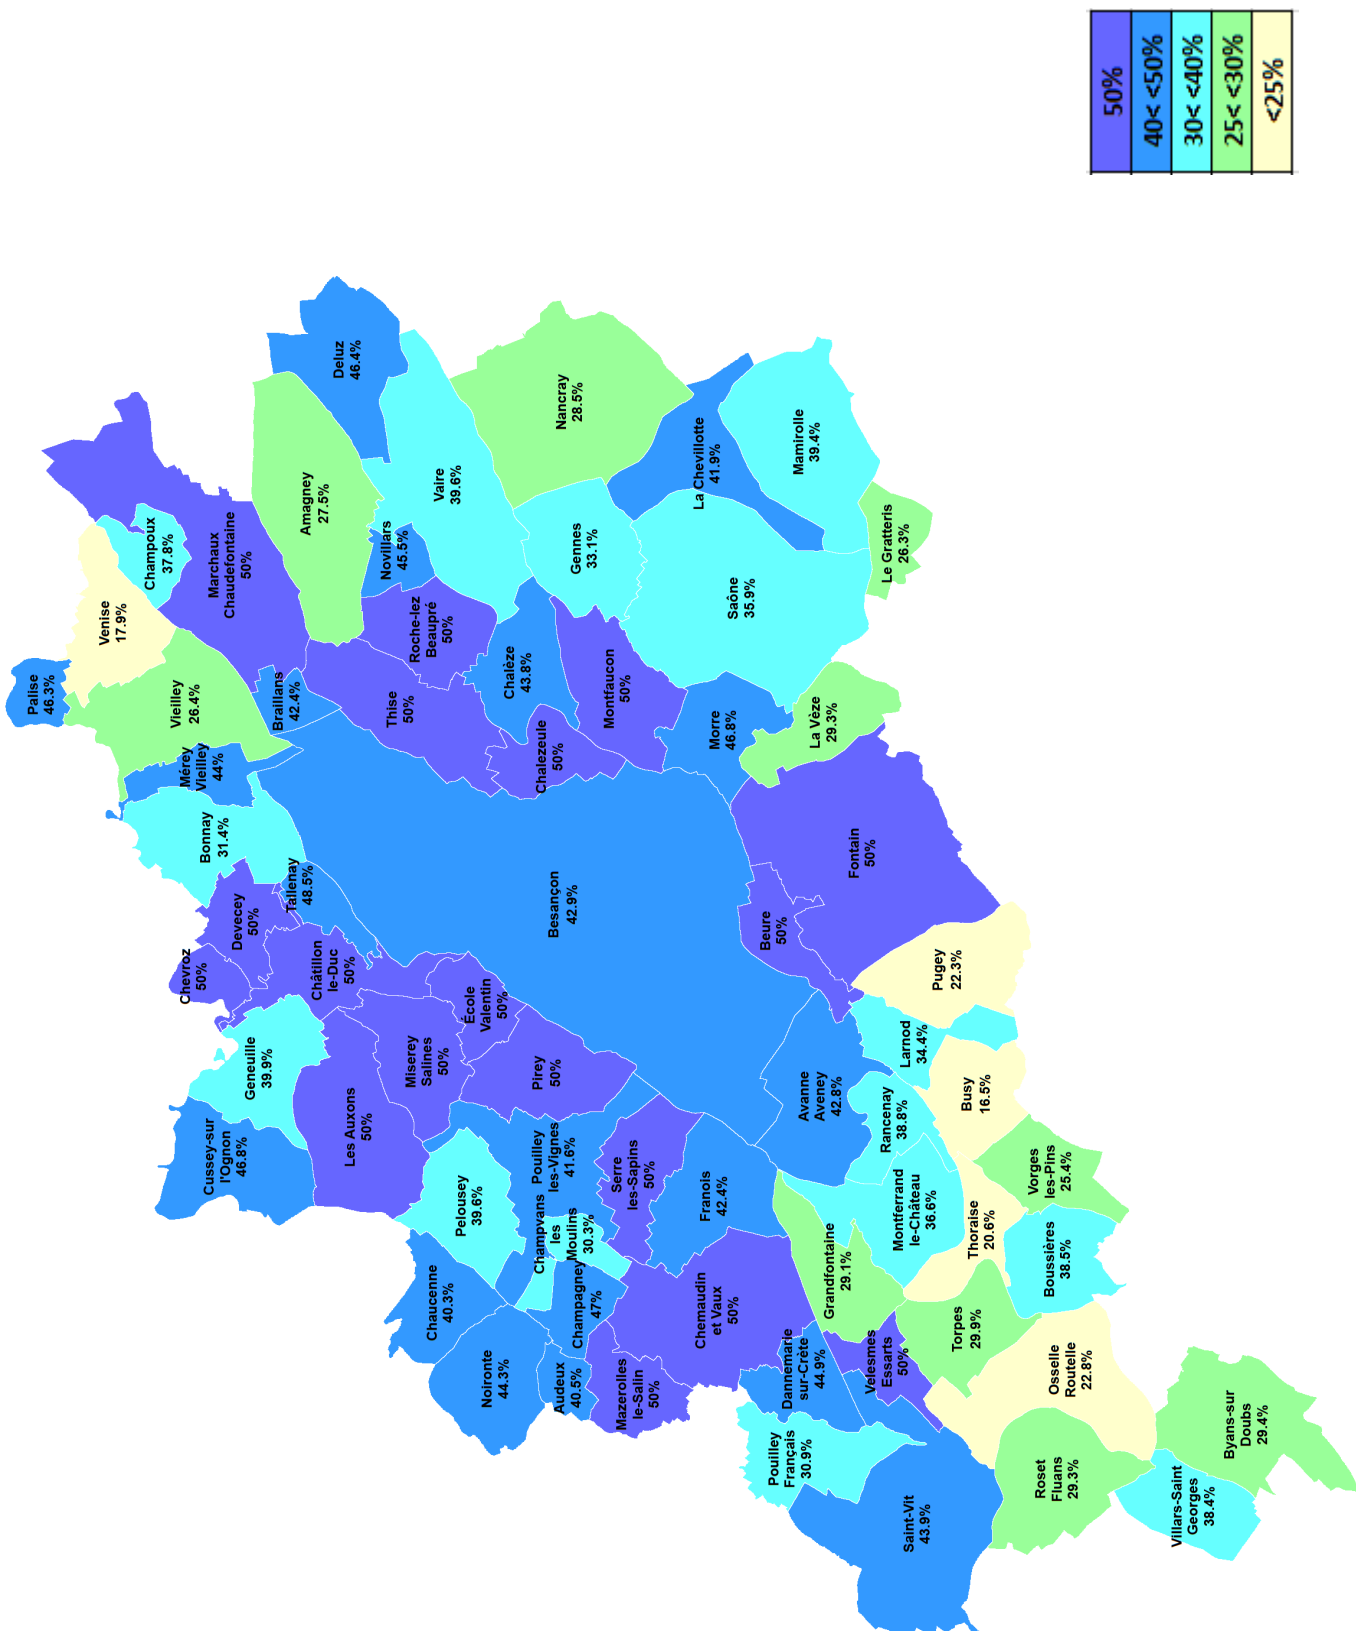 Palise
46.3%
Venise
17.9%
Champoux
37.8%
Marchaux
Chaudefontaine
50%
Vieilley
26.4%
Mérey
Vieilley
44%
Braillans
42.4%
Bonnay
31.4%
Tallenay
48.5%
Devecey
50%
Chevroz
50%
Châtillon
le-Duc
50%
Geneuille
39.9%
Cussey-sur
l'Ognon
46.8%
Les Auxons
50%
Miserey
Salines
50%
École
Valentin
50%
Pirey
50%
Pelousey
39.6%
Pouilley
les-Vignes
41.6%
Champvans
les
Moulins
30.3%
Serre
les-Sapins
50%
Franois
42.4%
Chaucenne
40.3%
Noironte
44.3%
Audeux
40.5%
Champagney
47%
Mazerolles
le-Salin
50%
Chemaudin
et Vaux
50%
Dannemarie
sur-Crète
44.9%
Velesmes
Essarts
50%
Pouilley
Français
30.9%
Saint-Vit
43.9%
Roset
Fluans
29.3%
Villars-Saint
Georges
38.4%
Byans-sur
Doubs
29.4%
Osselle
Routelle
22.8%
Torpes
29.9%
Grandfontaine
29.1%
Montferrand
le-Château
36.6%
Thoraise
20.6%
Boussières
38.5%
Vorges
les-Pins
25.4%
Busy
16.5%
Rancenay
38.8%
Larnod
34.4%
Avanne
Aveney
42.8%
Pugey
22.3%
Beure
50%
Fontain
50%
Besançon
42.9%
La Vèze
29.3%
Morre
46.8%
Montfaucon
50%
Chalezeule
50%
Chalèze
43.8%
Thise
50%
Roche-lez
Beaupré
50%
Novillars
45.5%
Amagney
27.5%
Deluz
46.4%
Vaire
39.6%
Nancray
28.5%
Gennes
33.1%
Saône
35.9%
La Chevillotte
41.9%
Mamirolle
39.4%
Le Gratteris
26.3%
50%
40< <50%
30< <40%
25< <30%
<25%